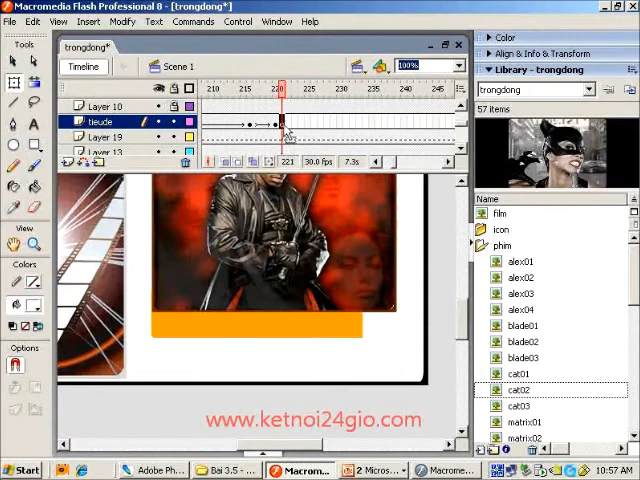 Macromedia Flash Professional 8 - [trongdong*]
File Edit View Insert Modify Text Commands Control Window Help
Tools
View
Colors
Options
trongdong*
Timeline
Scene 1
100%
210 215 220 225 230 235 240 245
Layer 10
tieude
Layer 19
Layer 13
221 30.0 fps 7.3s
www.ketnoi24gio.com
Color
Align & Info & Transform
Library - trongdong
trongdong
57 items
Name
film
icon
phim
alex01
alex02
alex03
alex04
blade01
blade02
blade03
cat01
cat02
cat03
matrix01
matrix02
Start
Adobe Ph...
Bai 3.5 - ...
Macrom...
2 Micros...
Macrome...
10:57 AM